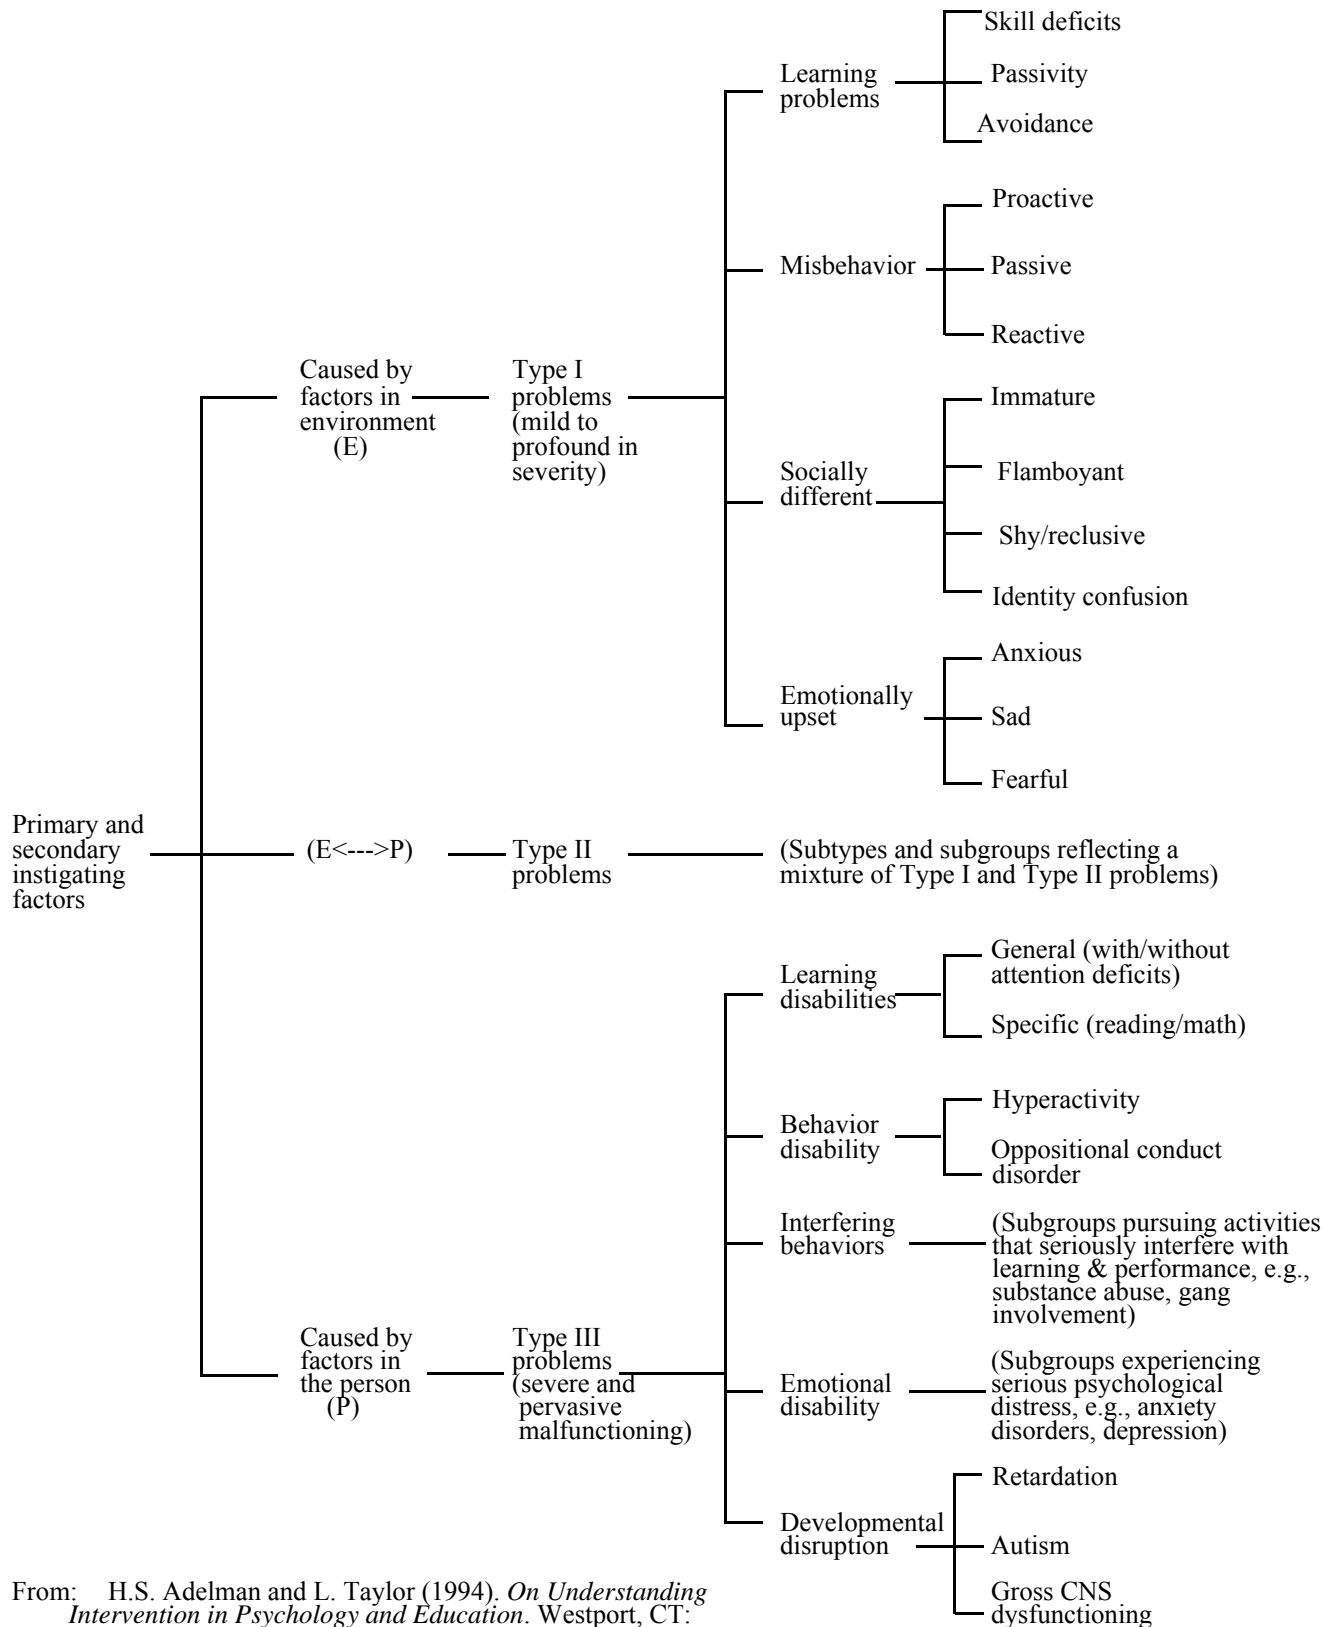 Skill deficits
Learning
problems
Passivity
Avoidance
Proactive
Misbehavior
Passive
Reactive
Caused by
factors in
environment
(E)
Type I
problems
(mild to
profound in
severity)
Socially
different
Immature
Flamboyant
Shy/reclusive
Identity confusion
Emotionally
upset
Anxious
Sad
Fearful
Primary and
secondary
instigating
factors
(E<--->P)
Type II
problems
(Subtypes and subgroups reflecting a
mixture of Type I and Type II problems)
Learning
disabilities
General (with/without
attention deficits)
Specific (reading/math)
Behavior
disability
Hyperactivity
Oppositional conduct
disorder
Interfering
behaviors
(Subgroups pursuing activities
that seriously interfere with
learning & performance, e.g.,
substance abuse, gang
involvement)
Caused by
factors in
the person
(P)
Type III
problems
(severe and
pervasive
malfunctioning)
Emotional
disability
(Subgroups experiencing
serious psychological
distress, e.g., anxiety
disorders, depression)
Developmental
disruption
Retardation
Autism
Gross CNS
dysfunctioning
From: H.S. Adelman and L. Taylor (1994). On Understanding
Intervention in Psychology and Education. Westport, CT: